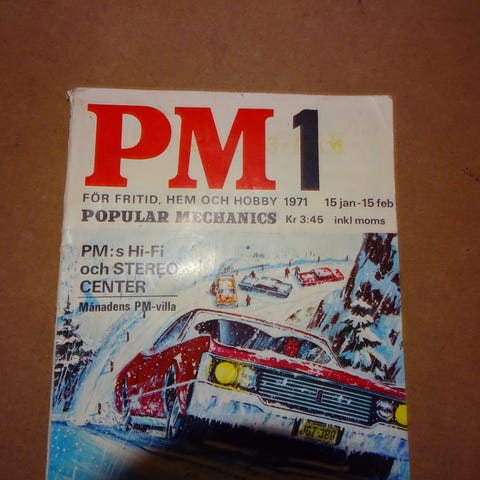 PM 1
FÖR FRITID, HEM OCH HOBBY 1971 15 jan - 15 feb
POPULAR MECHANICS Kr 3:45 inkl moms
PM:s Hi-Fi
och STEREO
CENTER
Månadens PM-villa